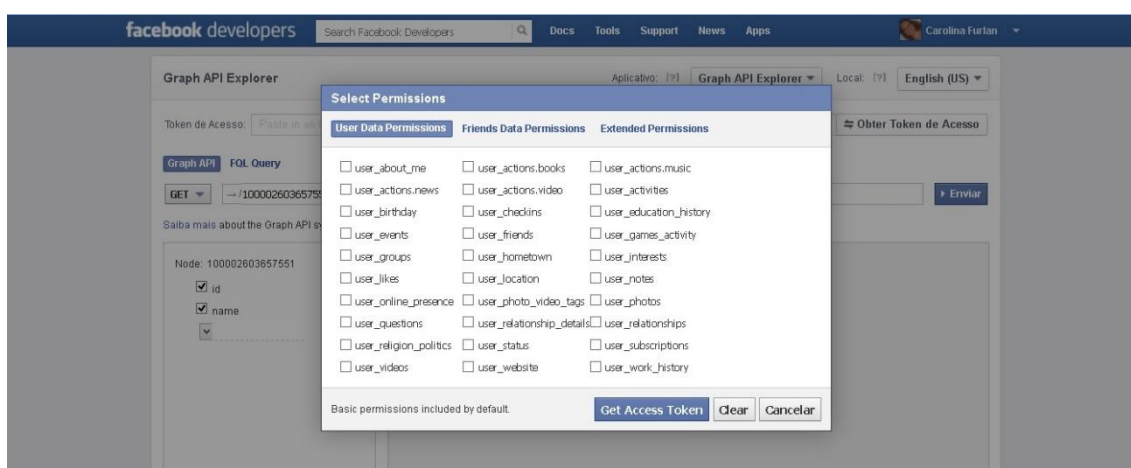 facebook developers Search Facebook Developers Docs Tools Support News Apps Carolina Furlan
Graph API Explorer Aplicativo: [?] Graph API Explorer Local: [?] English (US)
Select Permissions
Token de Acesso: Paste in an User Data Permissions Friends Data Permissions Extended Permissions Obter Token de Acesso
Graph API FQL Query
user_about_me user_actions.books user_actions.music
GET → /10000260365755 user_actions.news user_actions.video user_activities Enviar
user_birthday user_checkins user_education_history
Saiba mais about the Graph API sy
user_events user_friends user_games_activity
Node: 100002603657551
user_groups user_hometown user_interests
id
user_likes user_location user_notes
name
user_online_presence user_photo_video_tags user_photos
user_questions user_relationship_details user_relationships
user_religion_politics user_status user_subscriptions
user_videos user_website user_work_history
Basic permissions included by default. Get Access Token Clear Cancelar